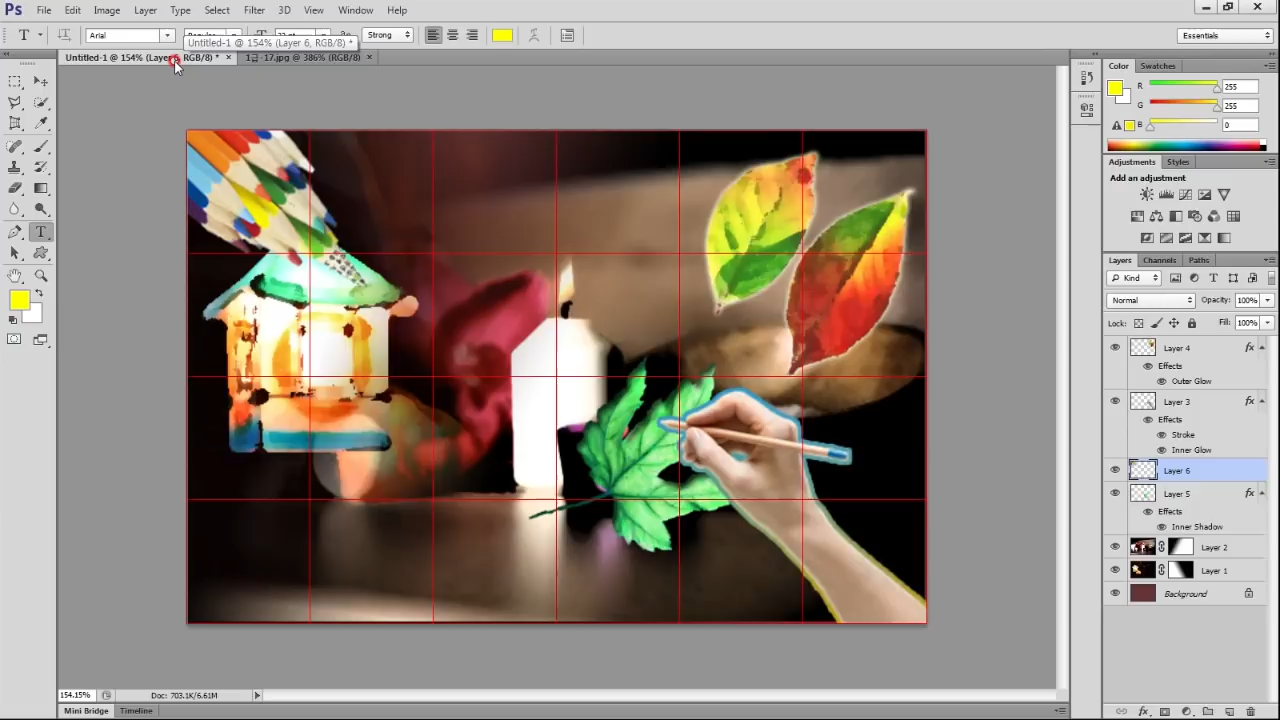 Ps File Edit Image Layer Type Select Filter 3D View Window Help
T Arial Strong Essentials
Untitled-1 @ 154% (Layer 6, RGB/8) *
Untitled-1 @ 154% (Layer RGB/8) * × 1급-17.jpg @ 386% (RGB/8) ×
Color Swatches
R 255
G 255
B 0
Adjustments Styles
Add an adjustment
Layers Channels Paths
Kind
Normal Opacity: 100%
Lock: Fill: 100%
Layer 4 fx
Effects
Outer Glow
Layer 3 fx
Effects
Stroke
Inner Glow
Layer 6
Layer 5 fx
Effects
Inner Shadow
Layer 2
Layer 1
Background
154.15% Doc: 703.1K/6.61M
Mini Bridge Timeline